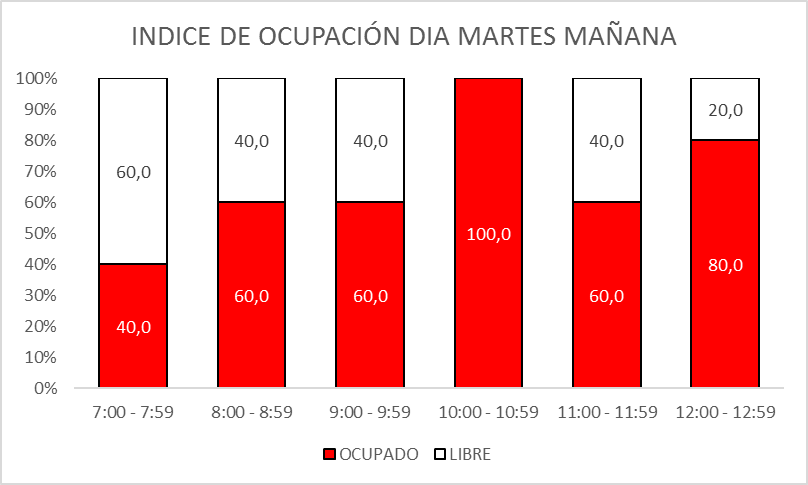 INDICE DE OCUPACIÓN DIA MARTES MAÑANA
100%
90%
80%
70%
60%
50%
40%
30%
20%
10%
0%
60,0
40,0
40,0
40,0
20,0
40,0
60,0
60,0
100,0
60,0
80,0
7:00 - 7:59
8:00 - 8:59
9:00 - 9:59
10:00 - 10:59
11:00 - 11:59
12:00 - 12:59
OCUPADO
LIBRE